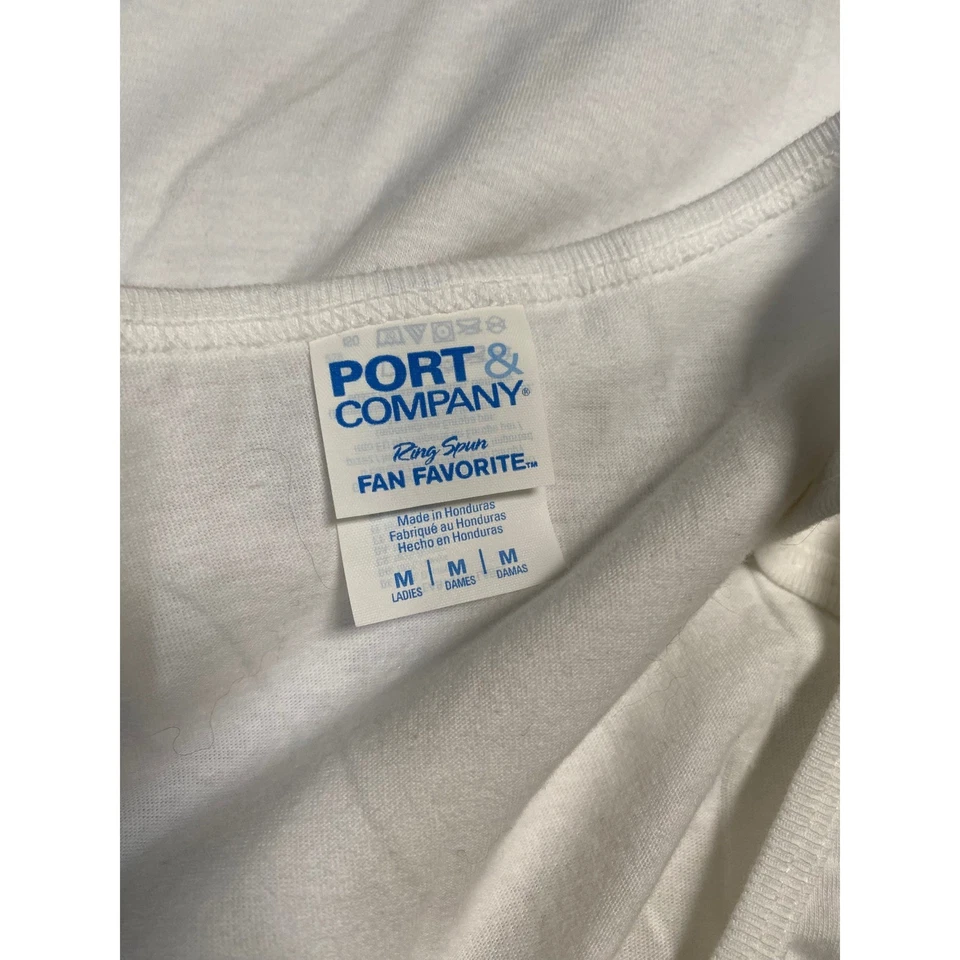 PORT &
COMPANY®
Ring Spun
FAN FAVORITE™
Made in Honduras
Fabriqué au Honduras
Hecho en Honduras
M | M | M
LADIES DAMES DAMAS